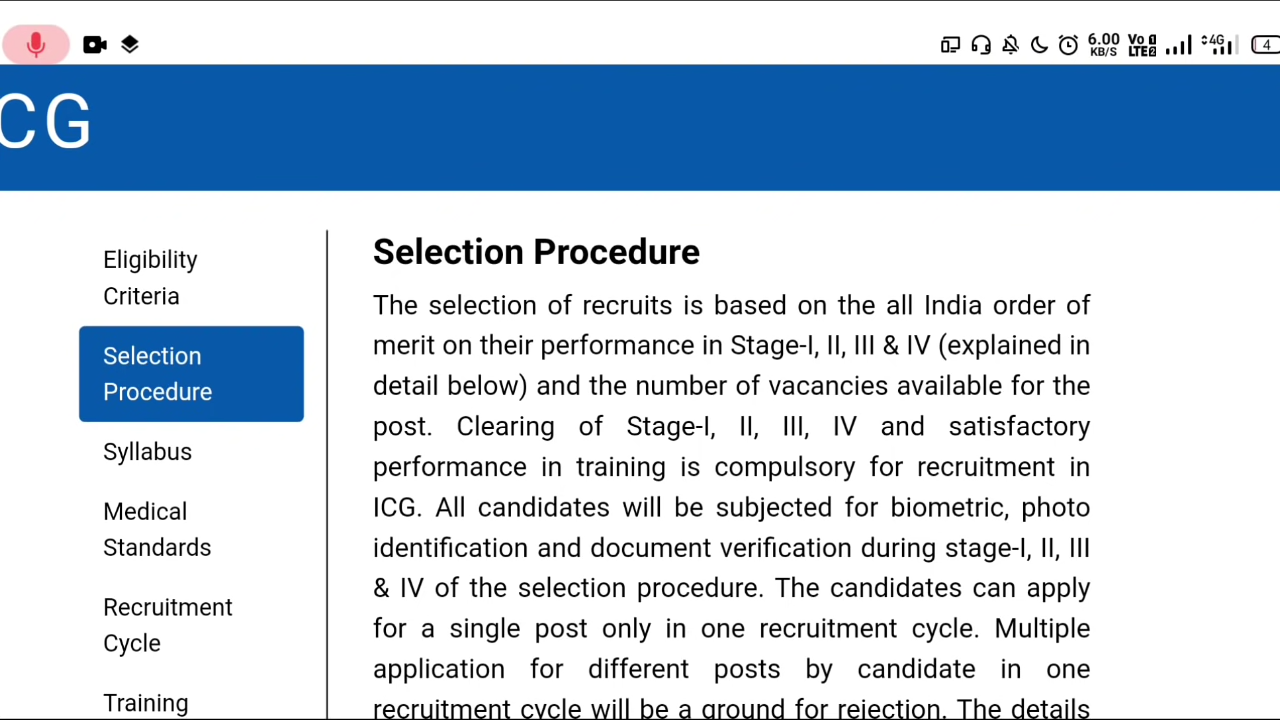 6.00 KB/S Vo 1 LTE2 4G 4
CG
Eligibility
Criteria
Selection
Procedure
Syllabus
Medical
Standards
Recruitment
Cycle
Training
Selection Procedure
The selection of recruits is based on the all India order of
merit on their performance in Stage-I, II, III & IV (explained in
detail below) and the number of vacancies available for the
post. Clearing of Stage-I, II, III, IV and satisfactory
performance in training is compulsory for recruitment in
ICG. All candidates will be subjected for biometric, photo
identification and document verification during stage-I, II, III
& IV of the selection procedure. The candidates can apply
for a single post only in one recruitment cycle. Multiple
application for different posts by candidate in one
recruitment cycle will be a ground for rejection. The details